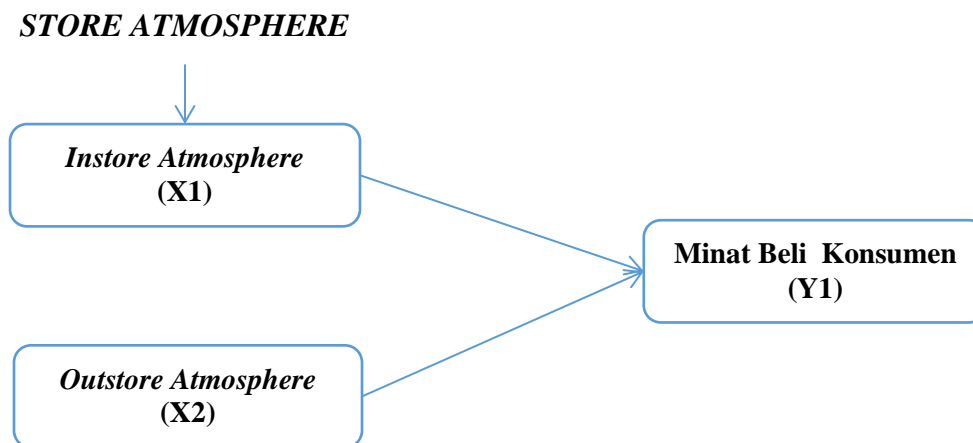 STORE ATMOSPHERE
Instore Atmosphere
(X1)
Minat Beli Konsumen
(Y1)
Outstore Atmosphere
(X2)